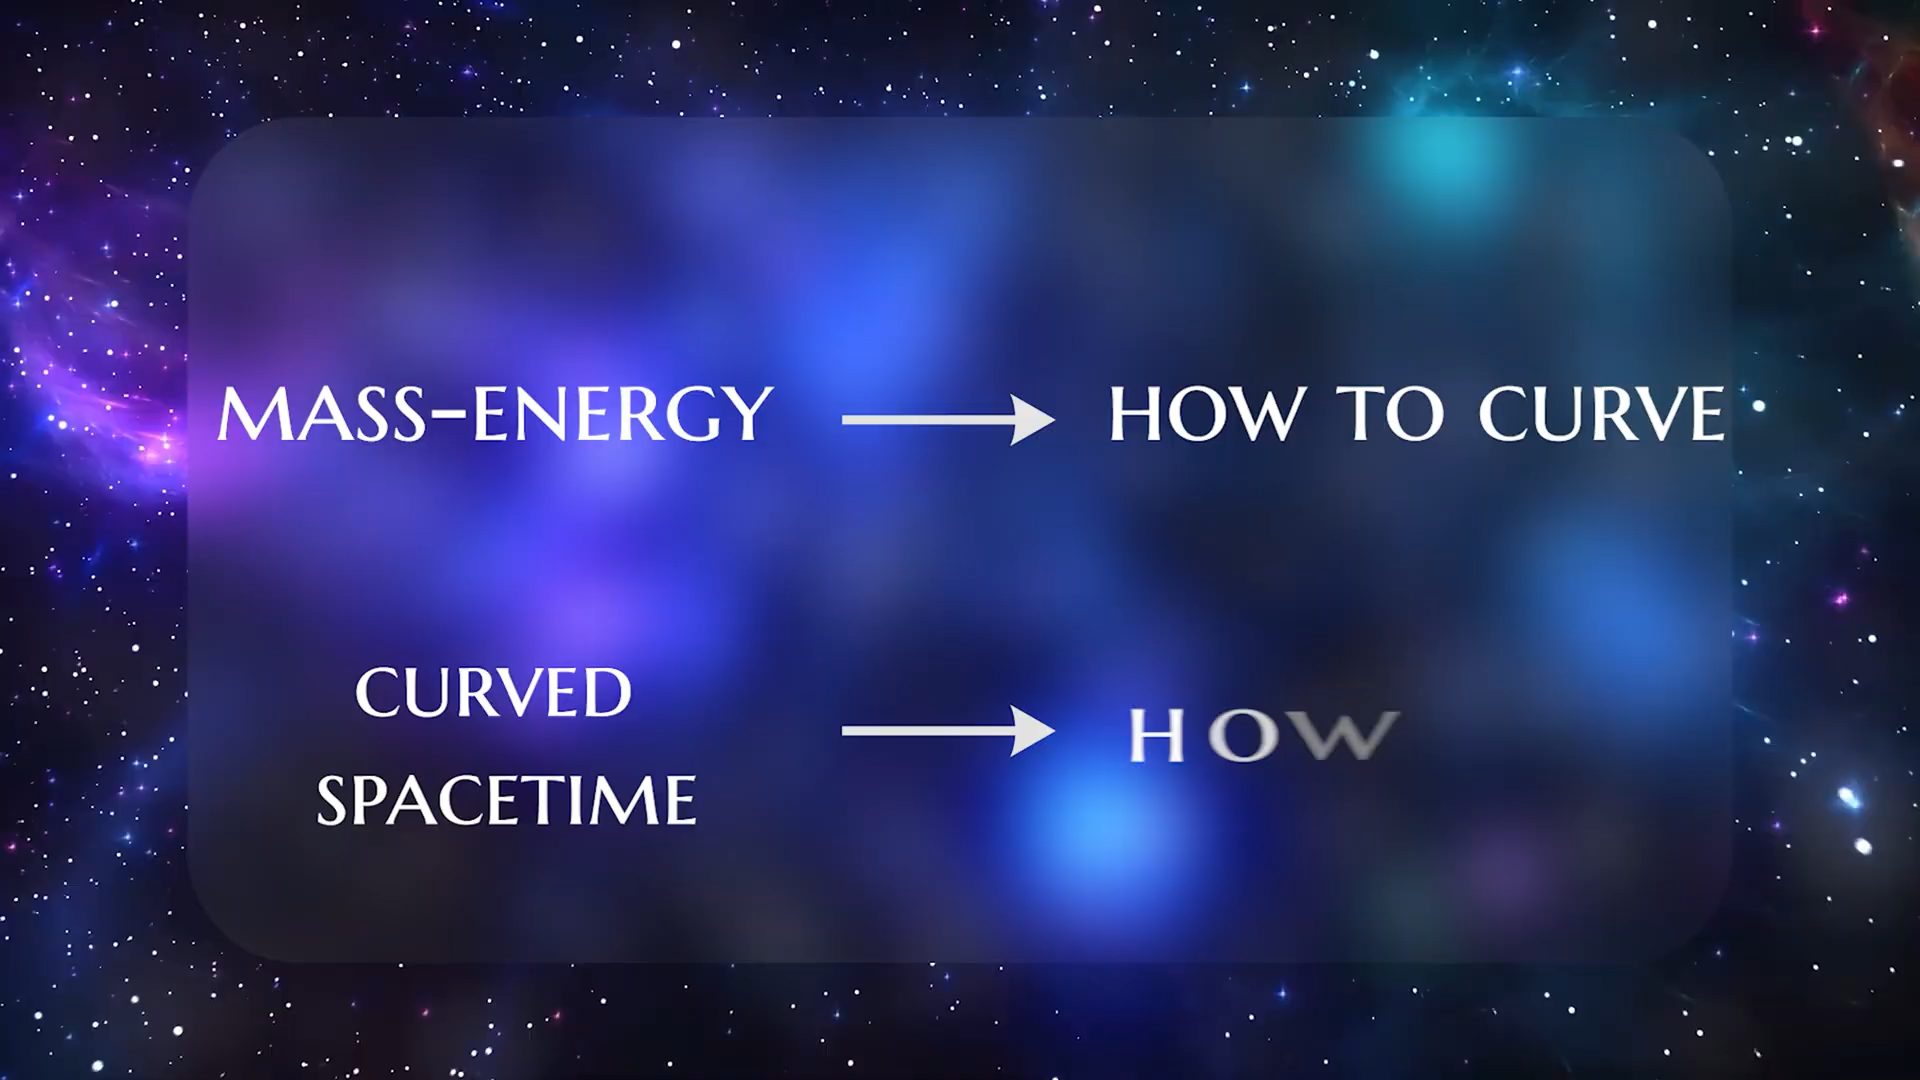 MASS-ENERGY → HOW TO CURVE
CURVED
SPACETIME → HOW